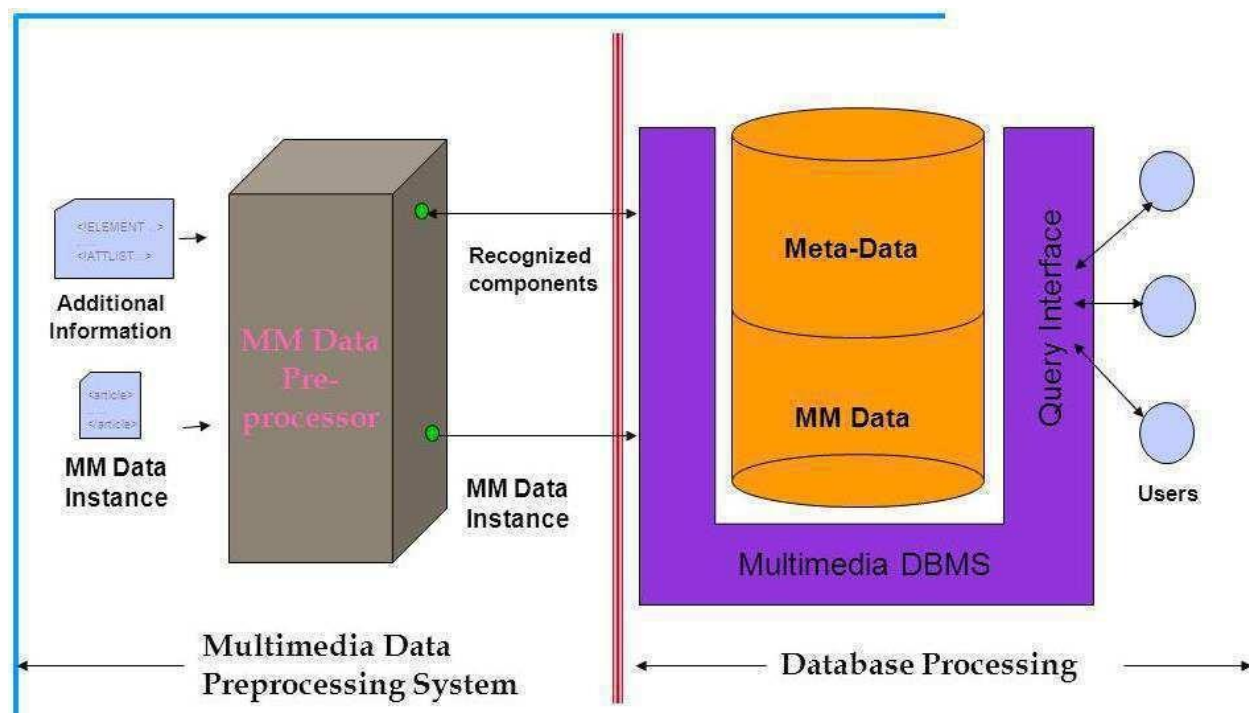 <!ELEMENT ...>
.....
<!ATTLIST ...>
Additional
Information
<article>
.....
</article>
MM Data
Instance
MM Data
Pre-
processor
Recognized
components
MM Data
Instance
Meta-Data
MM Data
Query Interface
Multimedia DBMS
Users
Multimedia Data
Preprocessing System
Database Processing